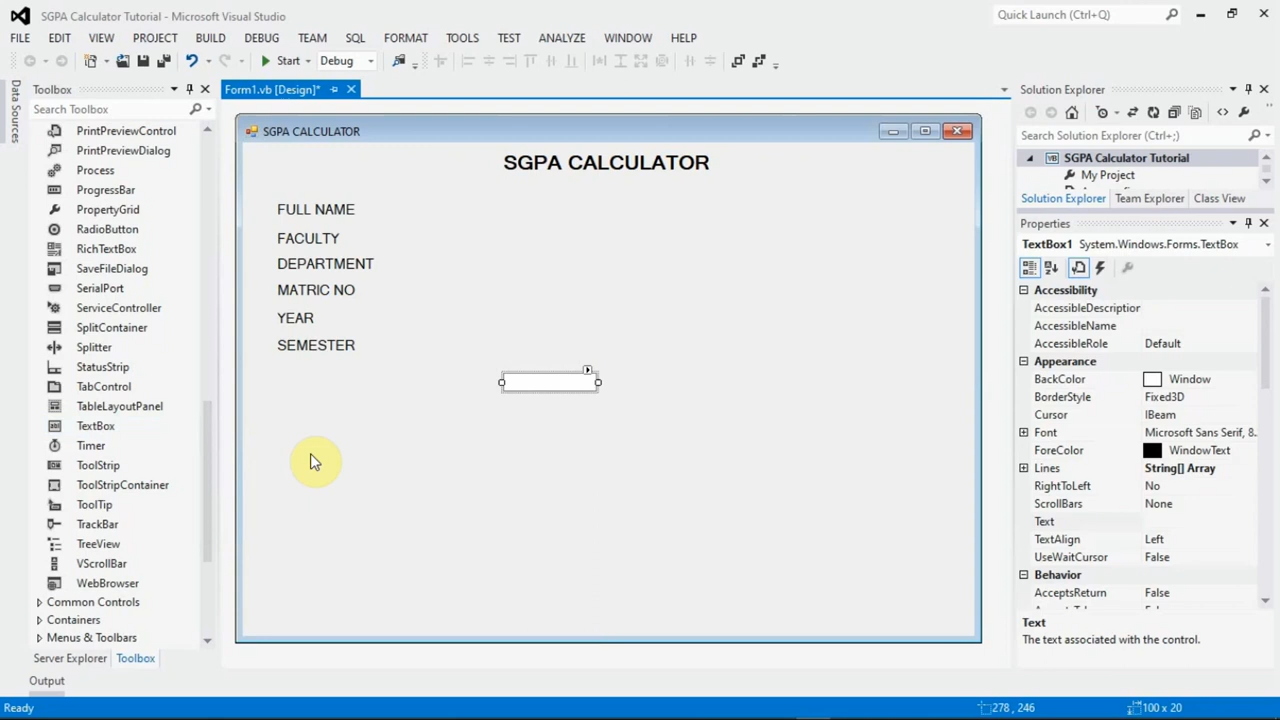 SGPA Calculator Tutorial - Microsoft Visual Studio
Quick Launch (Ctrl+Q)
FILE EDIT VIEW PROJECT BUILD DEBUG TEAM SQL FORMAT TOOLS TEST ANALYZE WINDOW HELP
Start Debug
Data Sources
Toolbox
Search Toolbox
PrintPreviewControl
PrintPreviewDialog
Process
ProgressBar
PropertyGrid
RadioButton
RichTextBox
SaveFileDialog
SerialPort
ServiceController
SplitContainer
Splitter
StatusStrip
TabControl
TableLayoutPanel
TextBox
Timer
ToolStrip
ToolStripContainer
ToolTip
TrackBar
TreeView
VScrollBar
WebBrowser
Common Controls
Containers
Menus & Toolbars
Server Explorer Toolbox
Form1.vb [Design]*
SGPA CALCULATOR
SGPA CALCULATOR
FULL NAME
FACULTY
DEPARTMENT
MATRIC NO
YEAR
SEMESTER
Solution Explorer
Search Solution Explorer (Ctrl+;)
VB SGPA Calculator Tutorial
My Project
Solution Explorer Team Explorer Class View
Properties
TextBox1 System.Windows.Forms.TextBox
Accessibility
AccessibleDescription
AccessibleName
AccessibleRole Default
Appearance
BackColor Window
BorderStyle Fixed3D
Cursor IBeam
Font Microsoft Sans Serif, 8.
ForeColor WindowText
Lines String[] Array
RightToLeft No
ScrollBars None
Text
TextAlign Left
UseWaitCursor False
Behavior
AcceptsReturn False
Text
The text associated with the control.
Output
Ready
278 , 246
100 x 20